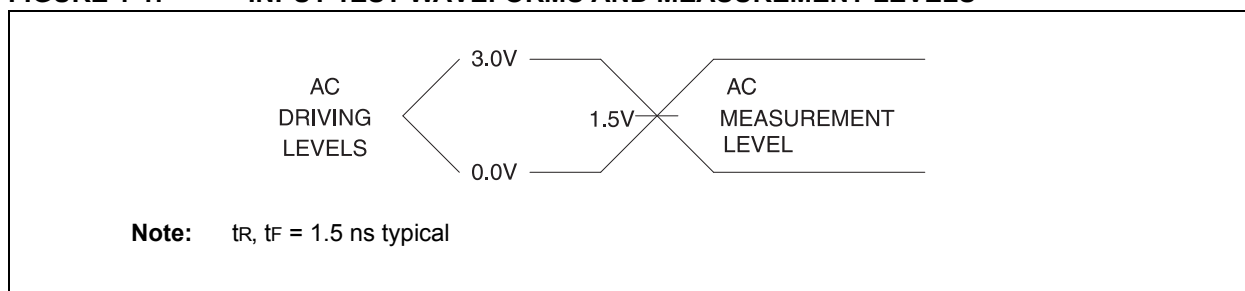 3.0V
AC
DRIVING
LEVELS
0.0V
1.5V
AC
MEASUREMENT
LEVEL
Note: tR, tF = 1.5 ns typical